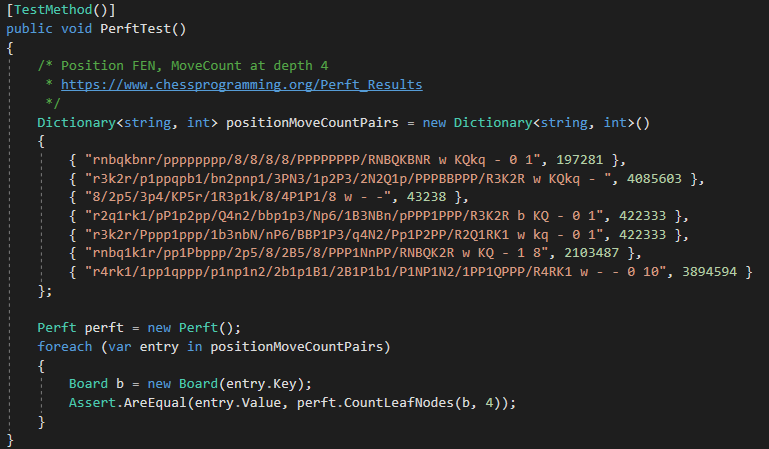 [TestMethod()]
public void PerftTest()
{
    /* Position FEN, MoveCount at depth 4
     * https://www.chessprogramming.org/Perft_Results
     */
    Dictionary<string, int> positionMoveCountPairs = new Dictionary<string, int>()
    {
        { "rnbqkbnr/pppppppp/8/8/8/8/PPPPPPPP/RNBQKBNR w KQkq - 0 1", 197281 },
        { "r3k2r/p1ppqpb1/bn2pnp1/3PN3/1p2P3/2N2Q1p/PPPBBPPP/R3K2R w KQkq - ", 4085603 },
        { "8/2p5/3p4/KP5r/1R3p1k/8/4P1P1/8 w - -", 43238 },
        { "r2q1rk1/pP1p2pp/Q4n2/bbp1p3/Np6/1B3NBn/pPPP1PPP/R3K2R b KQ - 0 1", 422333 },
        { "r3k2r/Pppp1ppp/1b3nbN/nP6/BBP1P3/q4N2/Pp1P2PP/R2Q1RK1 w kq - 0 1", 422333 },
        { "rnbq1k1r/pp1Pbppp/2p5/8/2B5/8/PPP1NnPP/RNBQK2R w KQ - 1 8", 2103487 },
        { "r4rk1/1pp1qppp/p1np1n2/2b1p1B1/2B1P1b1/P1NP1N2/1PP1QPPP/R4RK1 w - - 0 10", 3894594 }
    };
    Perft perft = new Perft();
    foreach (var entry in positionMoveCountPairs)
    {
        Board b = new Board(entry.Key);
        Assert.AreEqual(entry.Value, perft.CountLeafNodes(b, 4));
    }
}